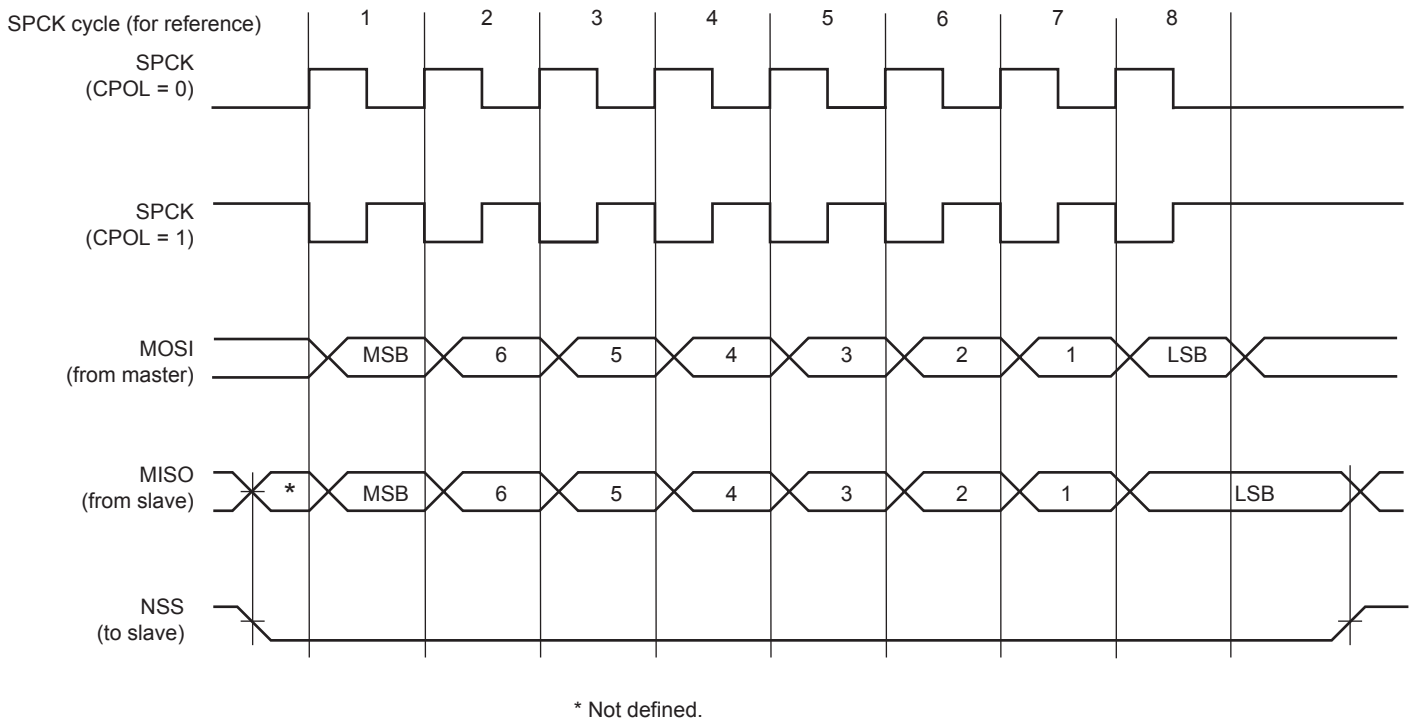 SPCK cycle (for reference)
1 2 3 4 5 6 7 8
SPCK
(CPOL = 0)
SPCK
(CPOL = 1)
MOSI
(from master)
MSB 6 5 4 3 2 1 LSB
MISO
(from slave)
* MSB 6 5 4 3 2 1 LSB
NSS
(to slave)
* Not defined.